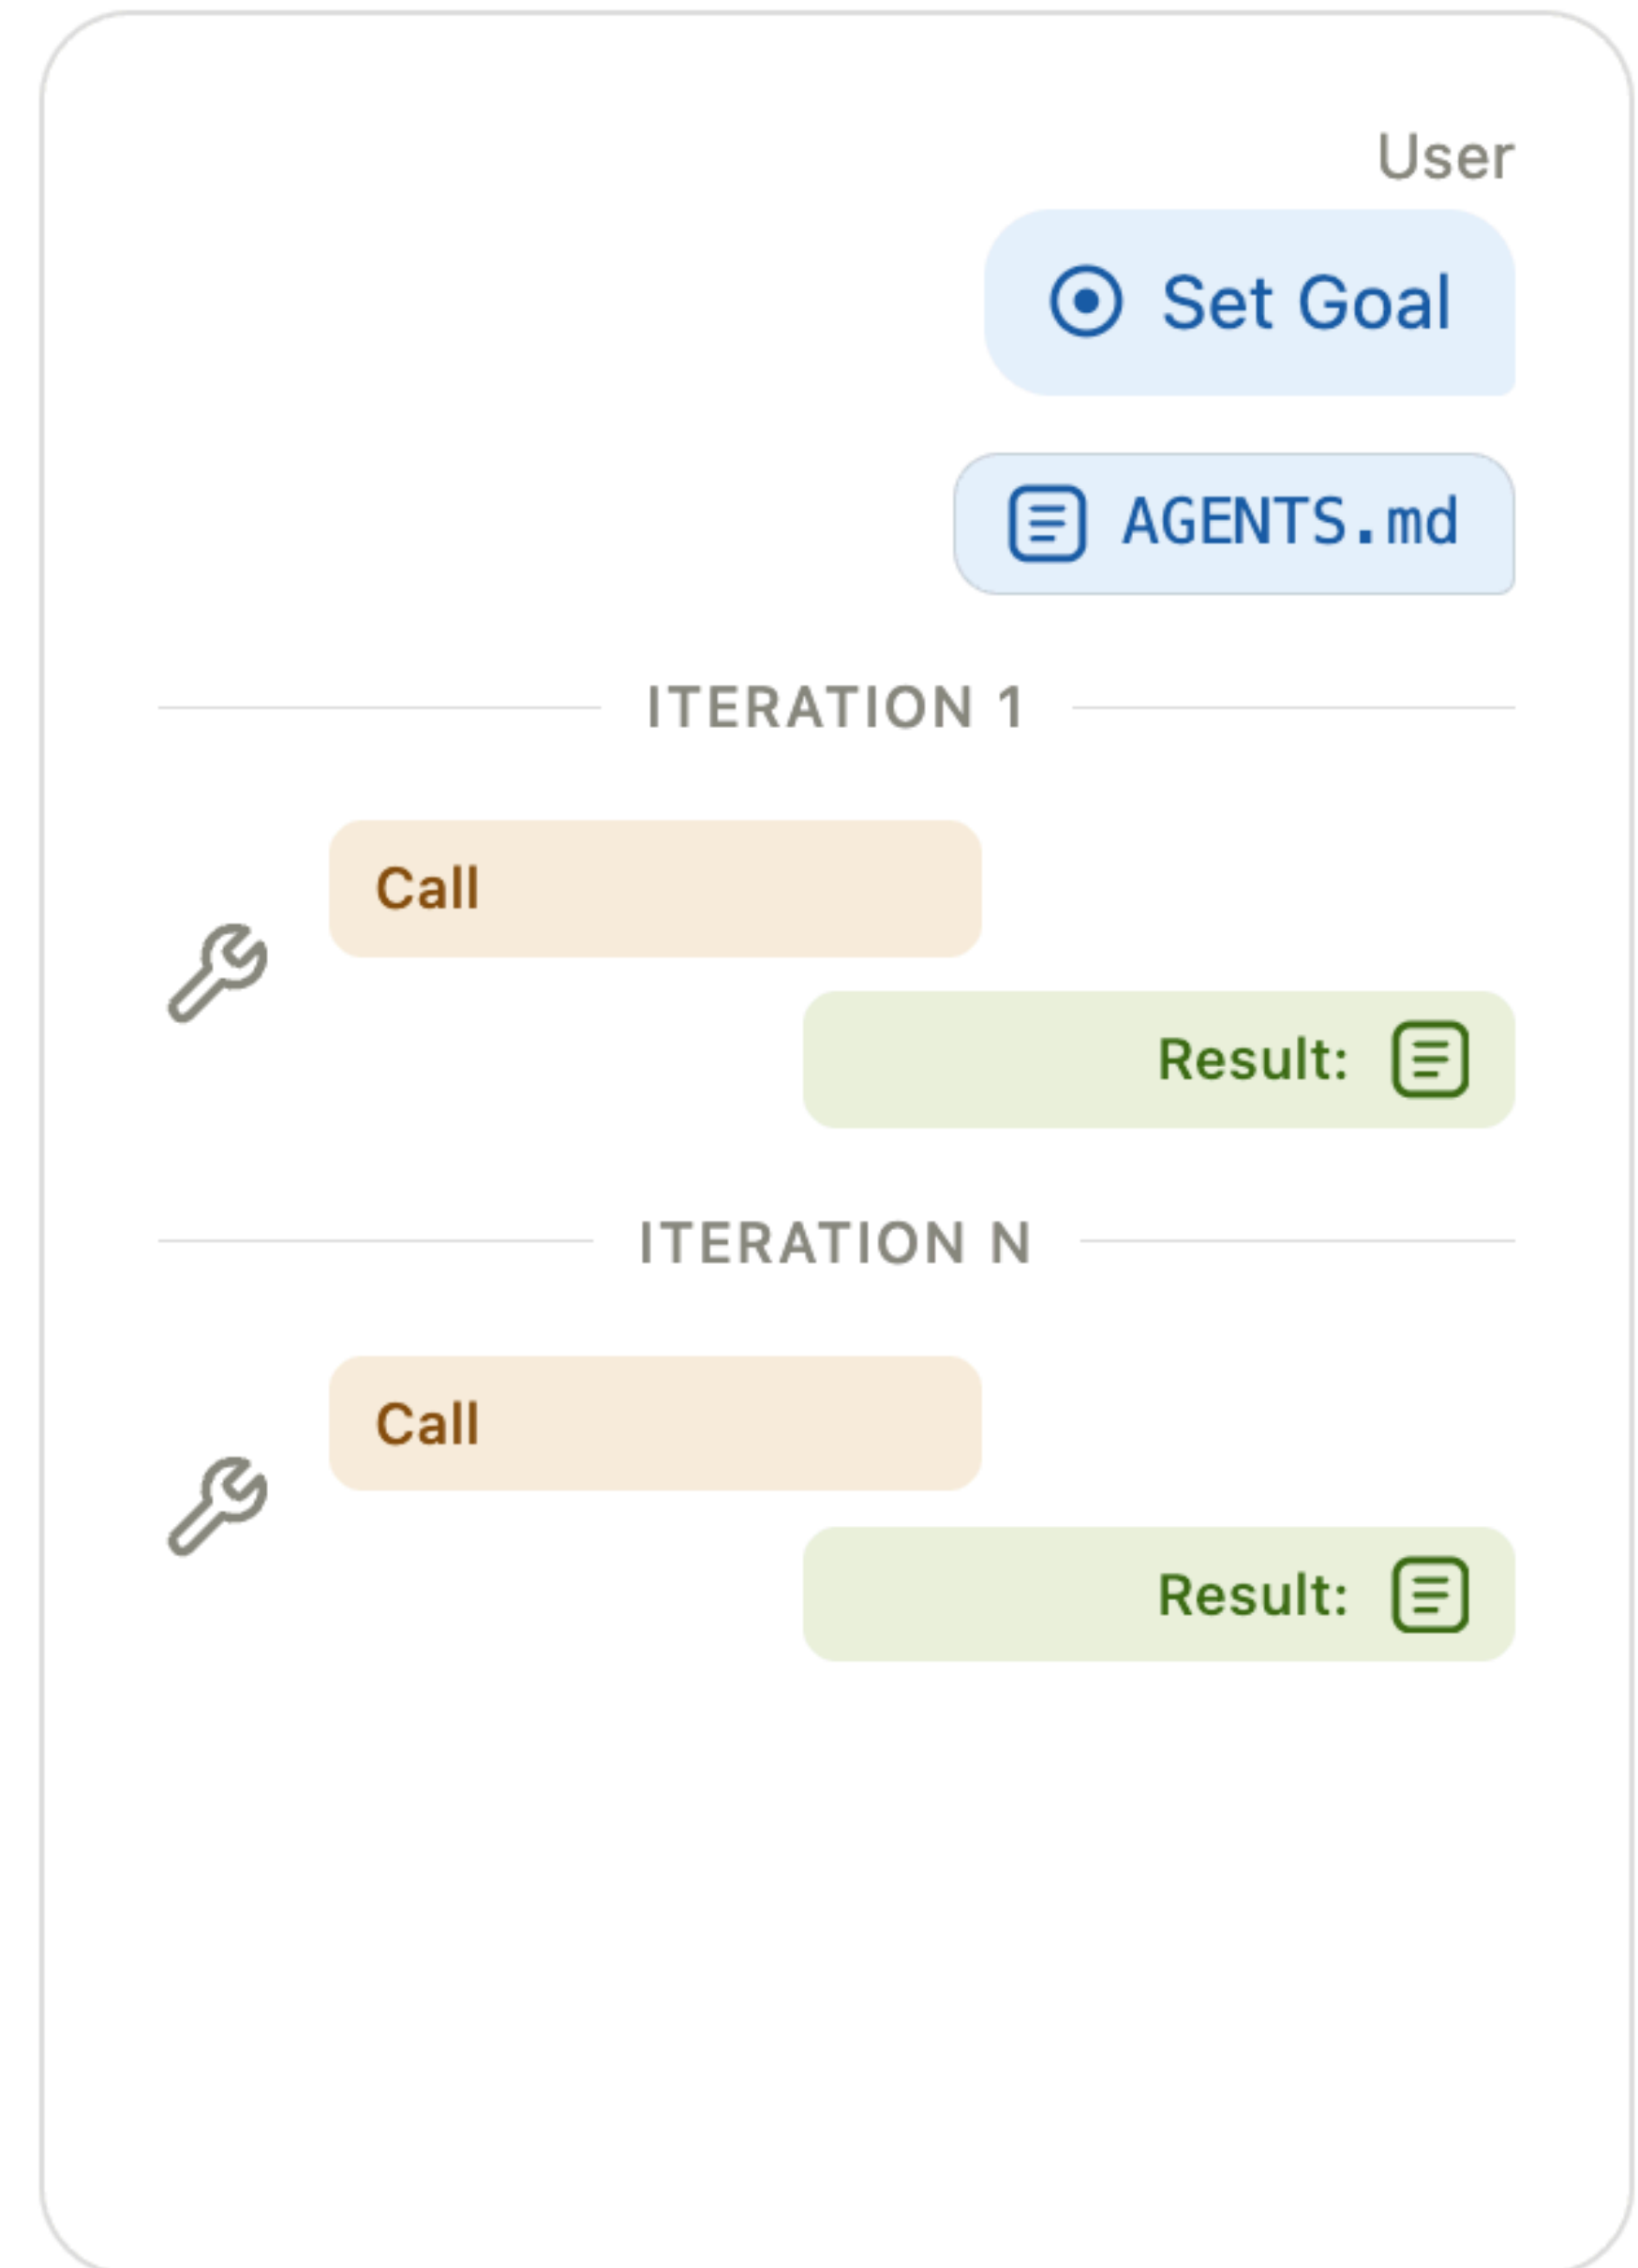 User
Set Goal
AGENTS.md
ITERATION 1
Call
Result:
ITERATION N
Call
Result: